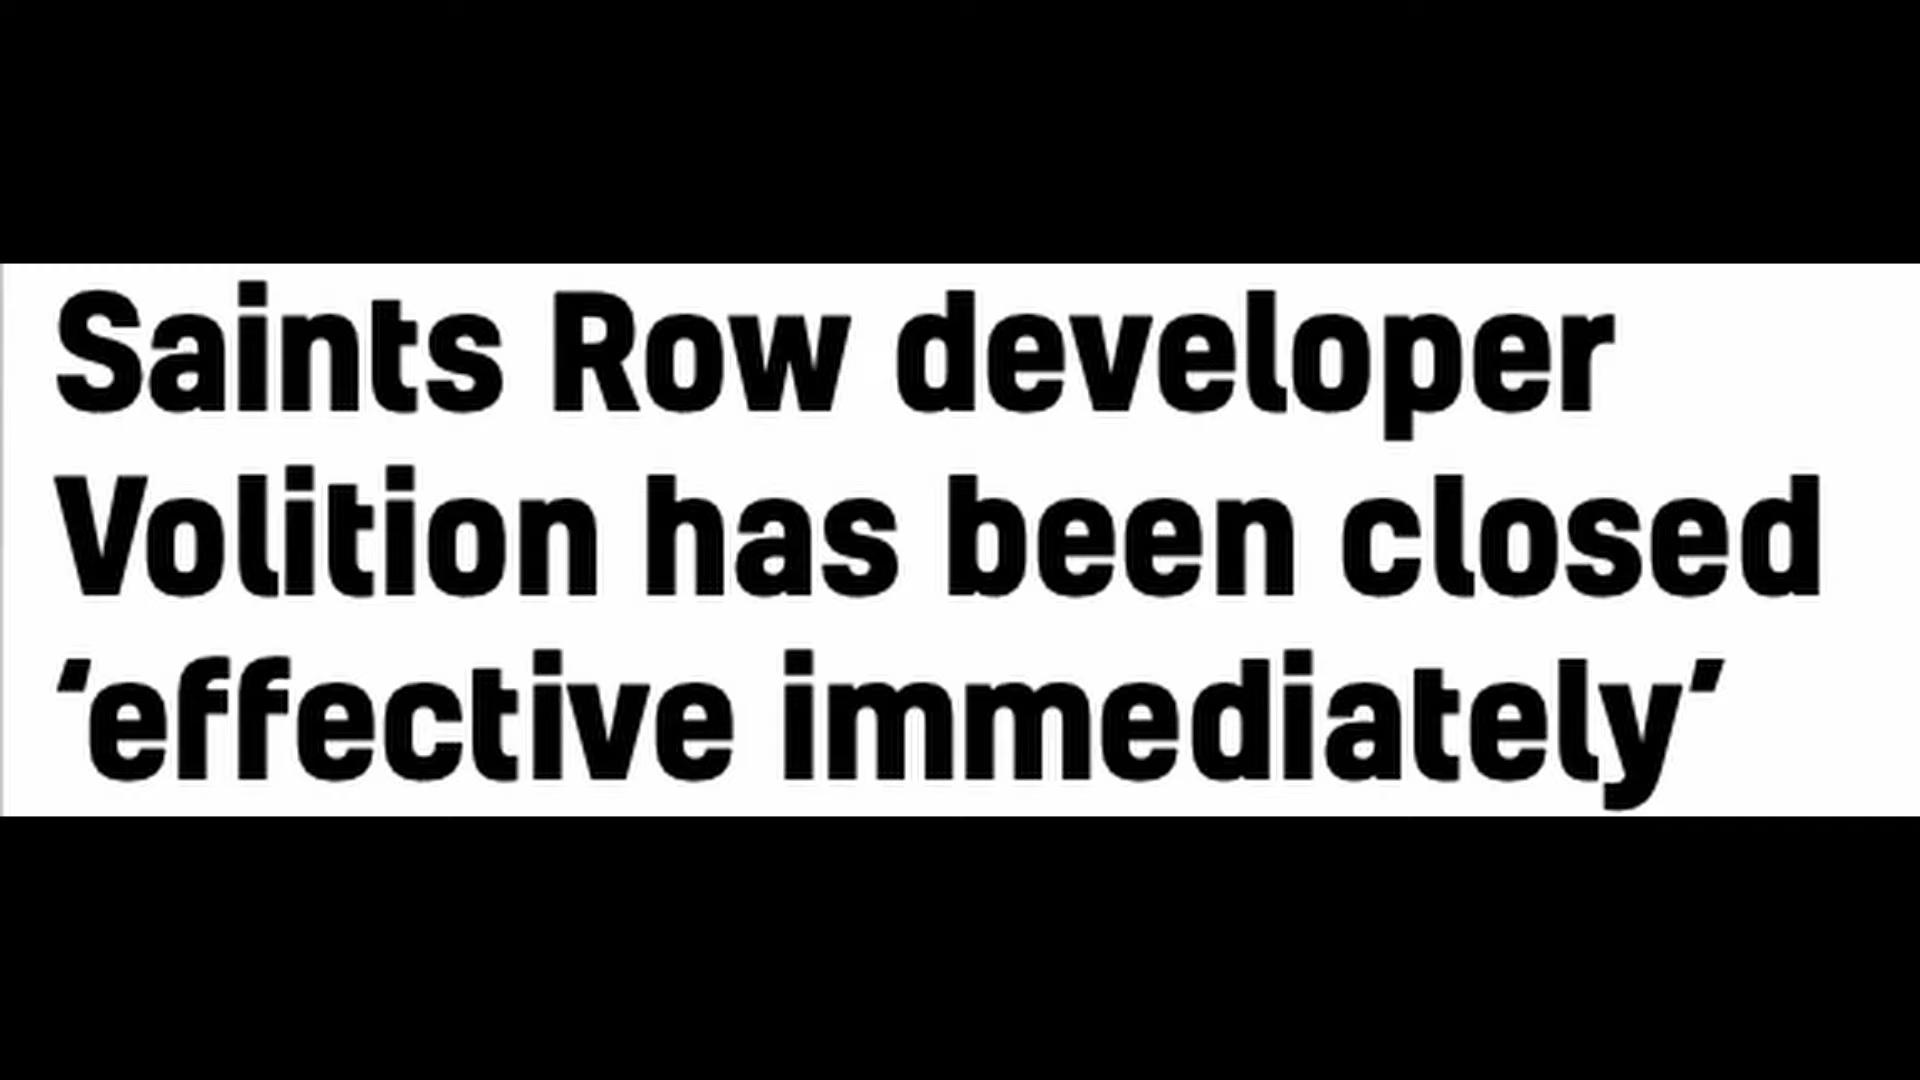 Saints Row developer
Volition has been closed
‘effective immediately’